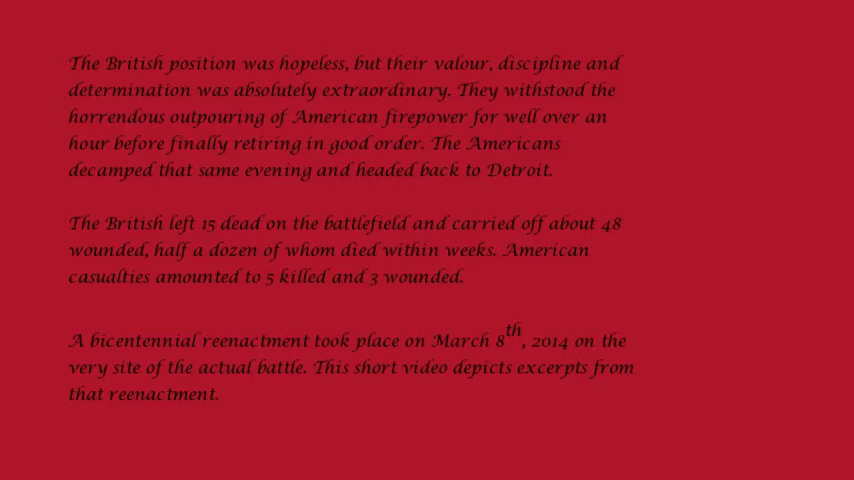 The British position was hopeless, but their valour, discipline and
determination was absolutely extraordinary. They withstood the
horrendous outpouring of American firepower for well over an
hour before finally retiring in good order. The Americans
decamped that same evening and headed back to Detroit.
The British left 15 dead on the battlefield and carried off about 48
wounded, half a dozen of whom died within weeks. American
casualties amounted to 5 killed and 3 wounded.
A bicentennial reenactment took place on March 8th, 2014 on the
very site of the actual battle. This short video depicts excerpts from
that reenactment.